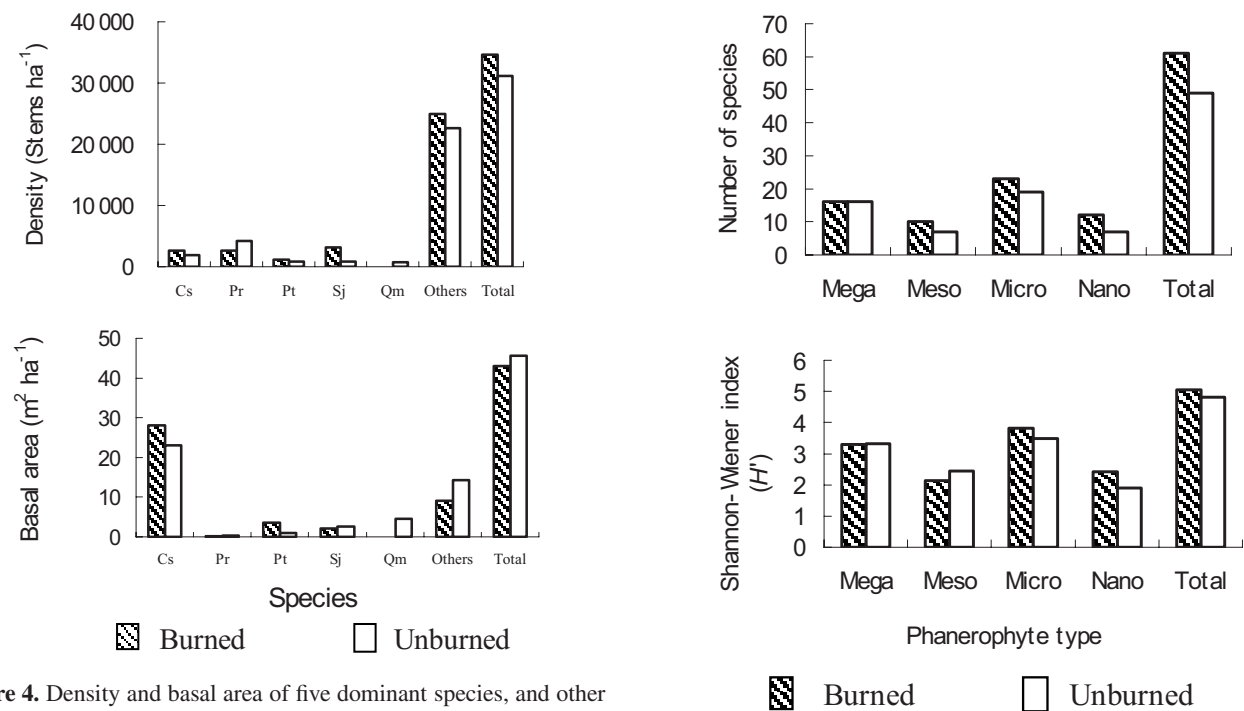 Density (Stems ha-1)
40 000
30 000
20 000
10 000
0
Cs Pr Pt Sj Qm Others Total
Basal area (m2 ha-1)
50
40
30
20
10
0
Cs Pr Pt Sj Qm Others Total
Species
Burned Unburned
re 4. Density and basal area of five dominant species, and other
Number of species
70
60
50
40
30
20
10
0
Mega Meso Micro Nano Total
Shannon-Wiener index
(H')
6
5
4
3
2
1
0
Mega Meso Micro Nano Total
Phanerophyte type
Burned Unburned